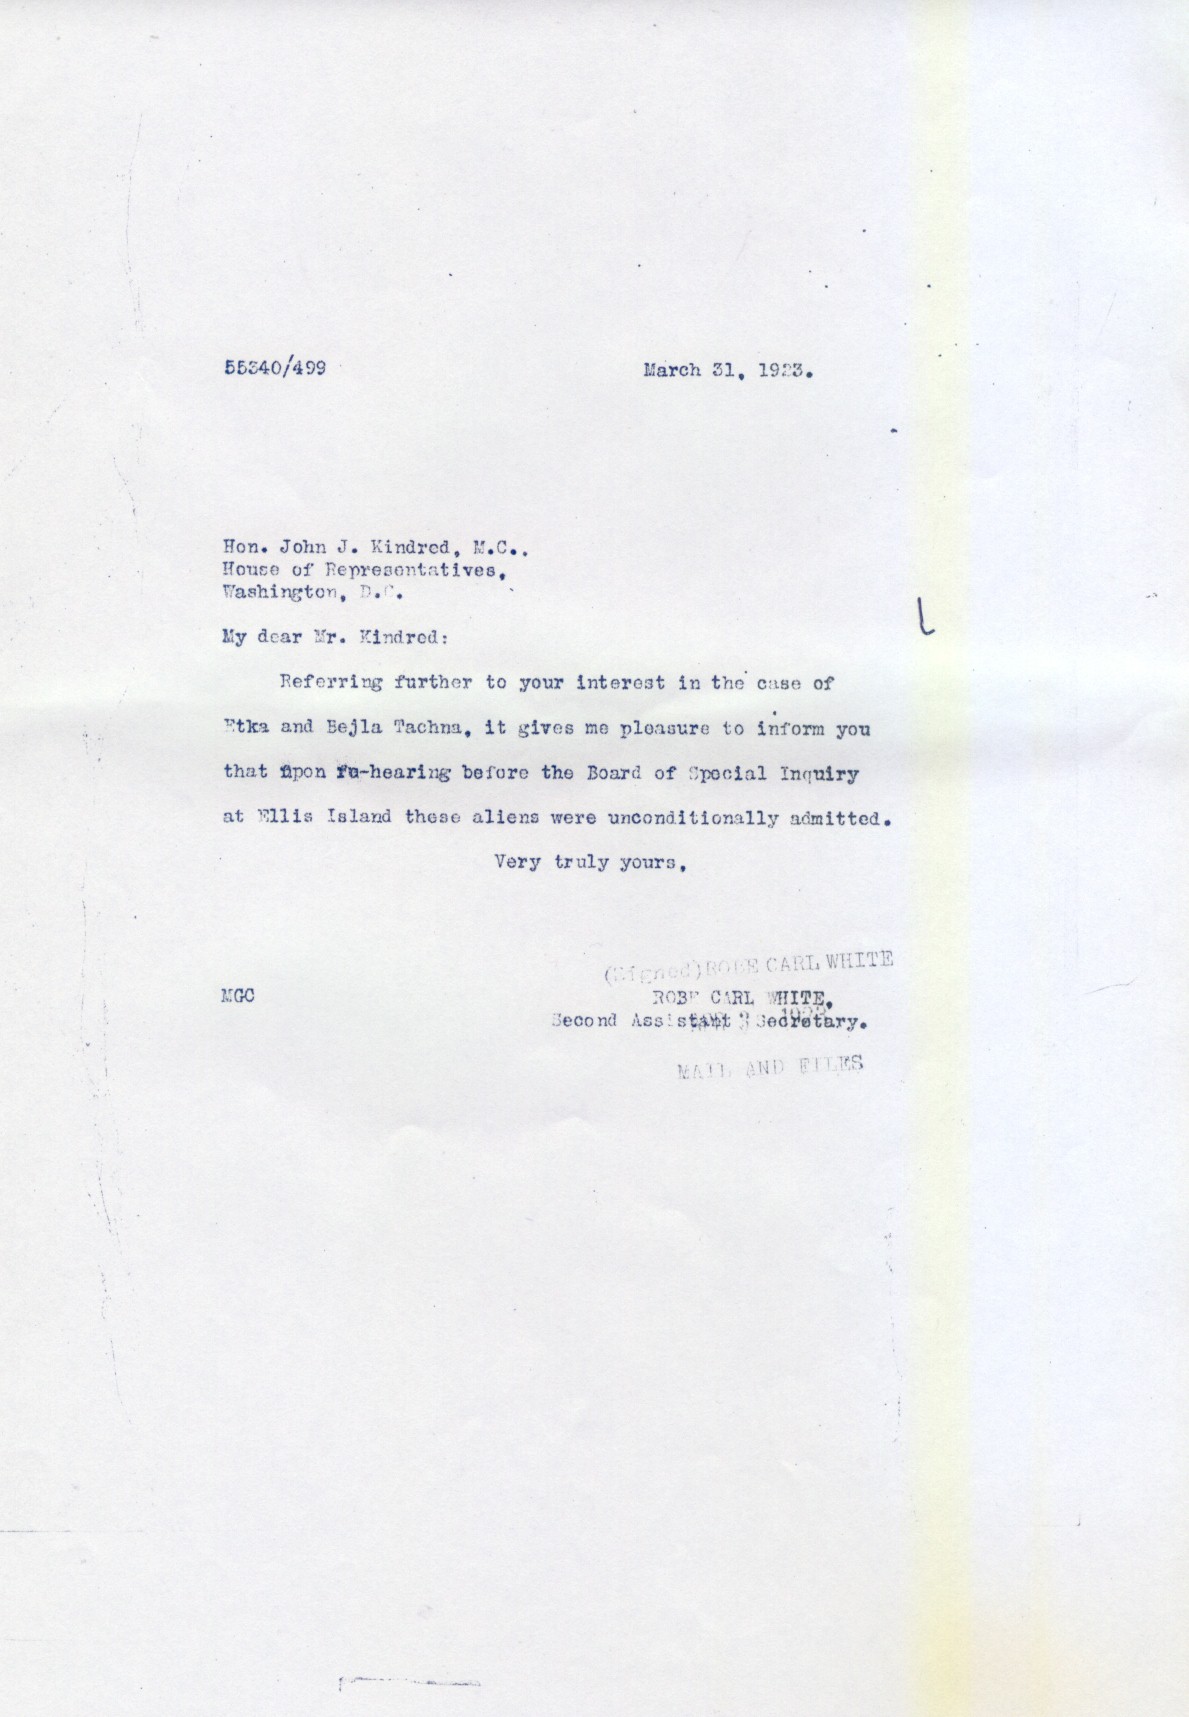 55340/499 March 31, 1923.
Hon. John J. Kindred, M.C.,
House of Representatives,
Washington, D.C.
My dear Mr. Kindred:
Referring further to your interest in the case of
Etka and Bejla Tachna, it gives me pleasure to inform you
that upon re-hearing before the Board of Special Inquiry
at Ellis Island these aliens were unconditionally admitted.
Very truly yours,
(Signed) ROBE CARL WHITE
MGC ROBE CARL WHITE,
Second Assistant Secretary.
1923
MAIL AND FILES